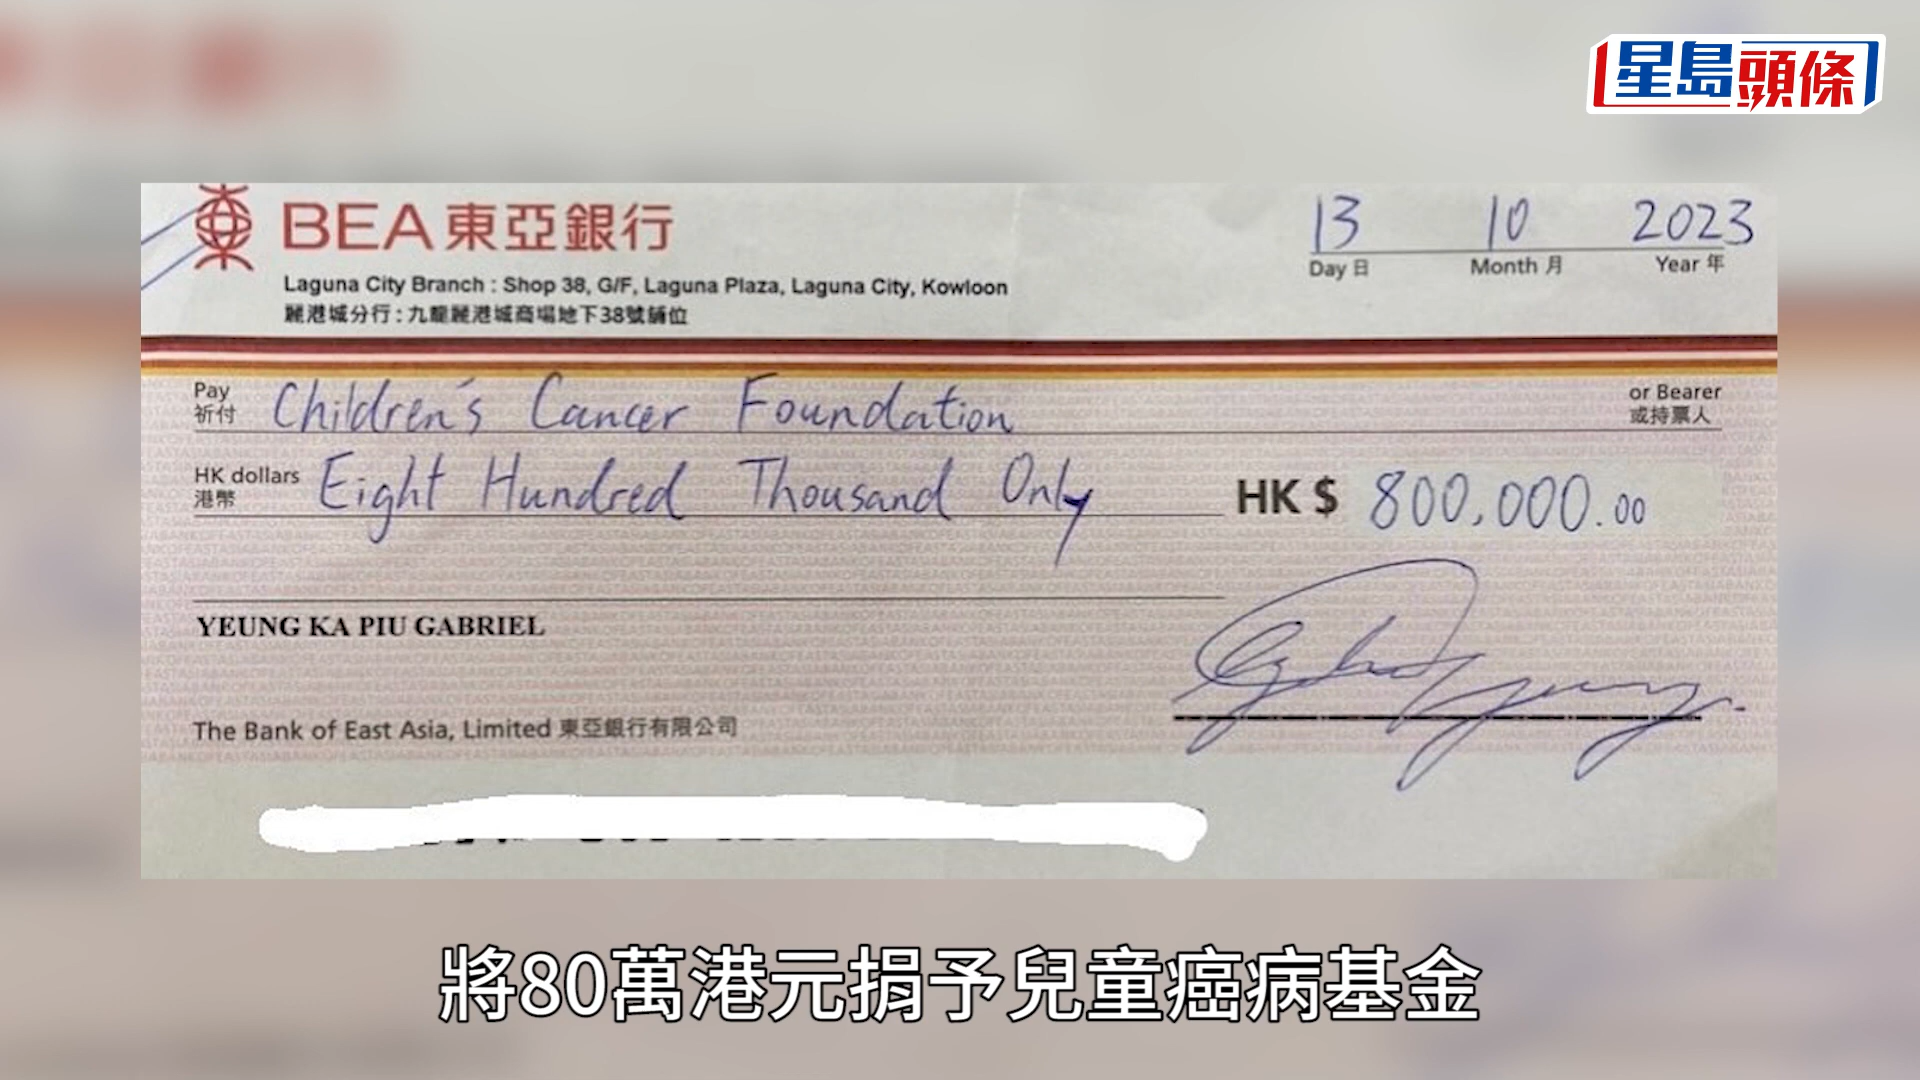 星島頭條
BEA東亞銀行
Laguna City Branch : Shop 38, G/F, Laguna Plaza, Laguna City, Kowloon
麗港城分行：九龍麗港城商場地下38號舖位
13 10 2023
Day 日 Month 月 Year 年
Pay 祈付 Children's Cancer Foundation or Bearer 或持票人
HK dollars 港幣 Eight Hundred Thousand Only HK $ 800,000.00
YEUNG KA PIU GABRIEL
The Bank of East Asia, Limited 東亞銀行有限公司
將80萬港元捐予兒童癌病基金